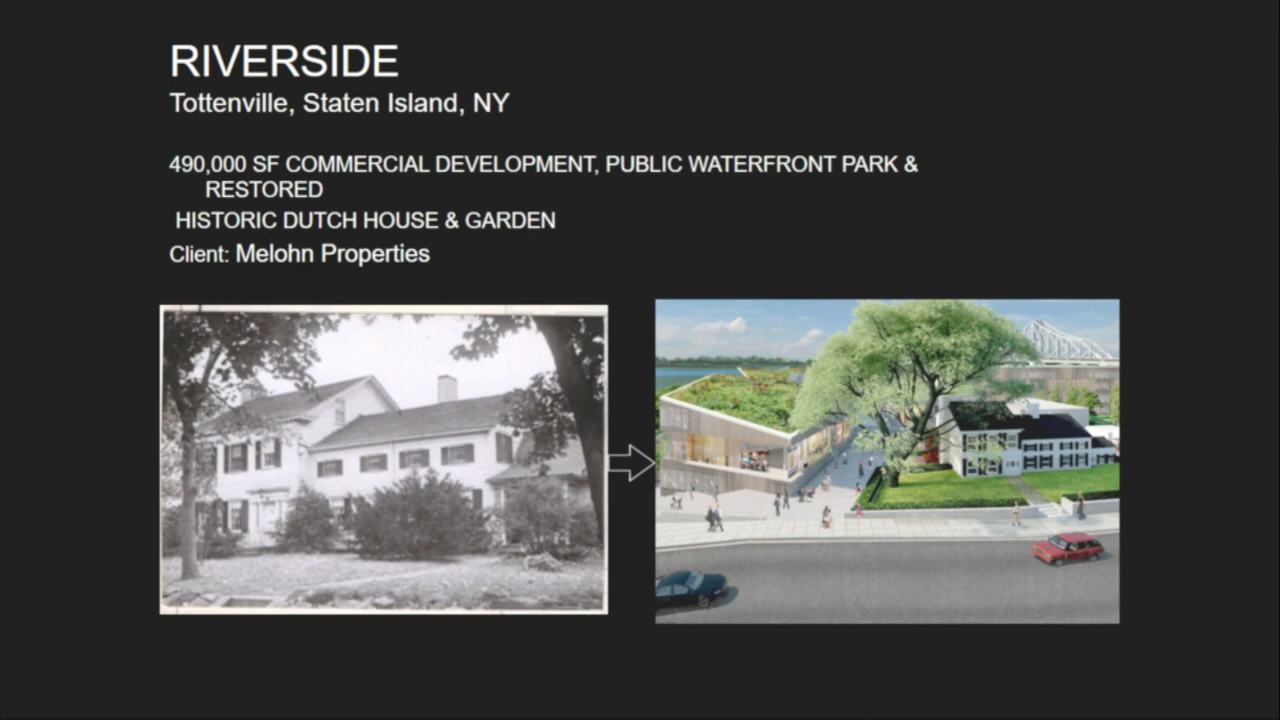 RIVERSIDE
Tottenville, Staten Island, NY
490,000 SF COMMERCIAL DEVELOPMENT, PUBLIC WATERFRONT PARK &
RESTORED
HISTORIC DUTCH HOUSE & GARDEN
Client: Melohn Properties